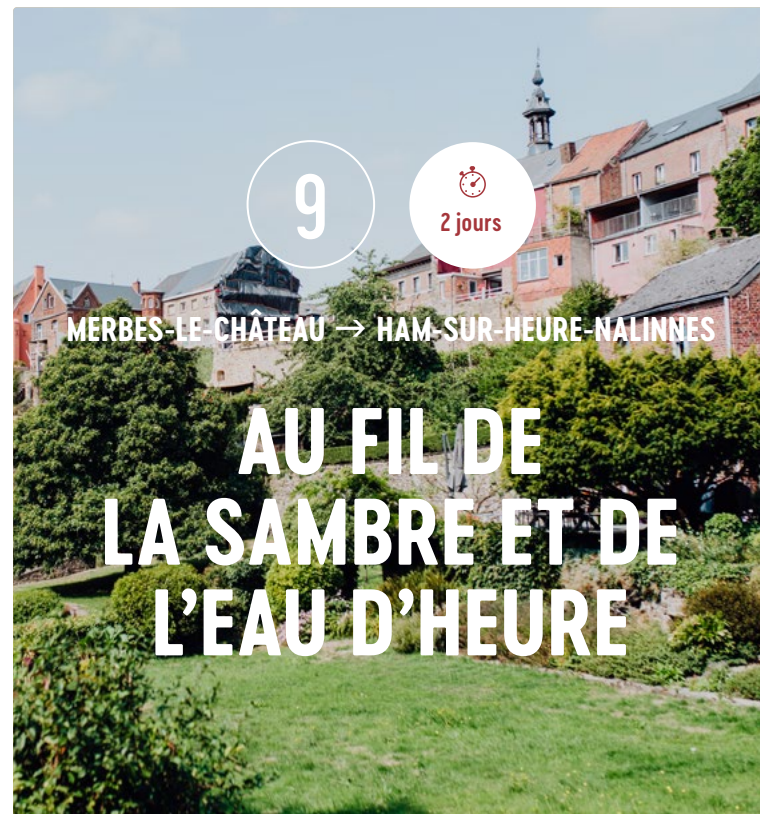 9
2 jours
MERBES-LE-CHÂTEAU → HAM-SUR-HEURE-NALINNES
AU FIL DE
LA SAMBRE ET DE
L’EAU D’HEURE